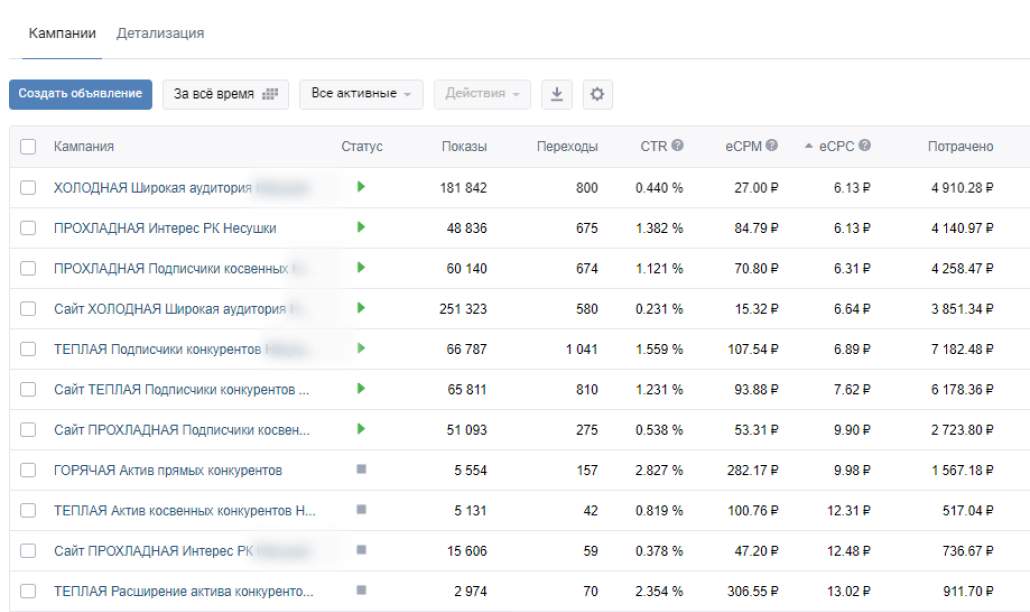 Кампании Детализация
Создать объявление За всё время Все активные Действия
Кампания Статус Показы Переходы CTR ? eCPM ? eCPC ? Потрачено
ХОЛОДНАЯ Широкая аудитория 181 842 800 0.440 % 27.00 ₽ 6.13 ₽ 4 910.28 ₽
ПРОХЛАДНАЯ Интерес РК Несушки 48 836 675 1.382 % 84.79 ₽ 6.13 ₽ 4 140.97 ₽
ПРОХЛАДНАЯ Подписчики косвенных 60 140 674 1.121 % 70.80 ₽ 6.31 ₽ 4 258.47 ₽
Сайт ХОЛОДНАЯ Широкая аудитория 251 323 580 0.231 % 15.32 ₽ 6.64 ₽ 3 851.34 ₽
ТЕПЛАЯ Подписчики конкурентов 66 787 1 041 1.559 % 107.54 ₽ 6.89 ₽ 7 182.48 ₽
Сайт ТЕПЛАЯ Подписчики конкурентов ... 65 811 810 1.231 % 93.88 ₽ 7.62 ₽ 6 178.36 ₽
Сайт ПРОХЛАДНАЯ Подписчики косвен... 51 093 275 0.538 % 53.31 ₽ 9.90 ₽ 2 723.80 ₽
ГОРЯЧАЯ Актив прямых конкурентов 5 554 157 2.827 % 282.17 ₽ 9.98 ₽ 1 567.18 ₽
ТЕПЛАЯ Актив косвенных конкурентов Н... 5 131 42 0.819 % 100.76 ₽ 12.31 ₽ 517.04 ₽
Сайт ПРОХЛАДНАЯ Интерес РК 15 606 59 0.378 % 47.20 ₽ 12.48 ₽ 736.67 ₽
ТЕПЛАЯ Расширение актива конкуренто... 2 974 70 2.354 % 306.55 ₽ 13.02 ₽ 911.70 ₽